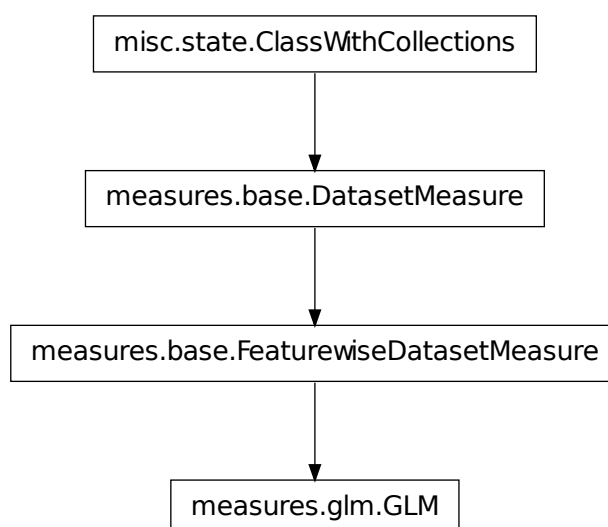 misc.state.ClassWithCollections
measures.base.DatasetMeasure
measures.base.FeaturewiseDatasetMeasure
measures.glm.GLM